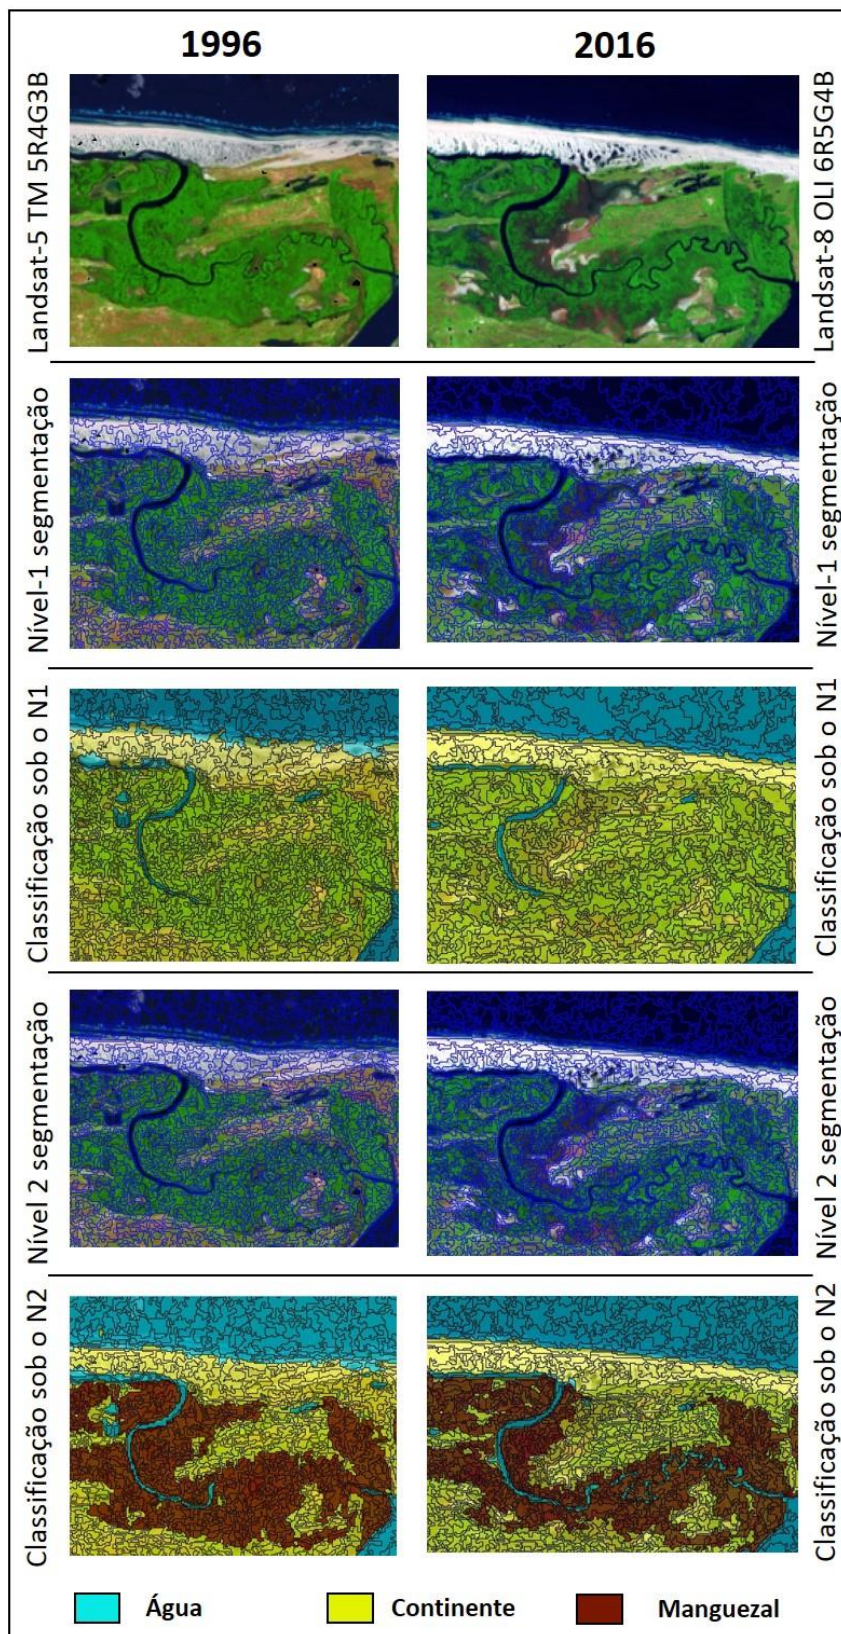 1996
2016
Landsat-5 TM 5R4G3B
Landsat-8 OLI 6R5G4B
Nível-1 segmentação
Nível-1 segmentação
Classificação sob o N1
Classificação sob o N1
Nível 2 segmentação
Nível 2 segmentação
Classificação sob o N2
Classificação sob o N2
Água
Continente
Manguezal